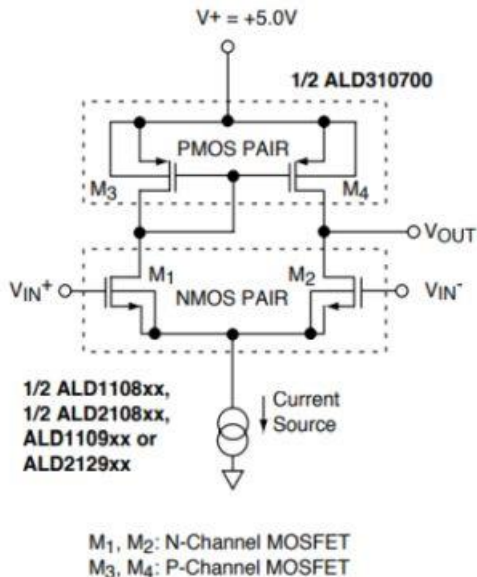 V+ = +5.0V
1/2 ALD310700
PMOS PAIR
M3
M4
VOUT
M1
M2
VIN+
NMOS PAIR
VIN-
1/2 ALD1108xx,
1/2 ALD2108xx,
ALD1109xx or
ALD2129xx
Current
Source
M1, M2: N-Channel MOSFET
M3, M4: P-Channel MOSFET